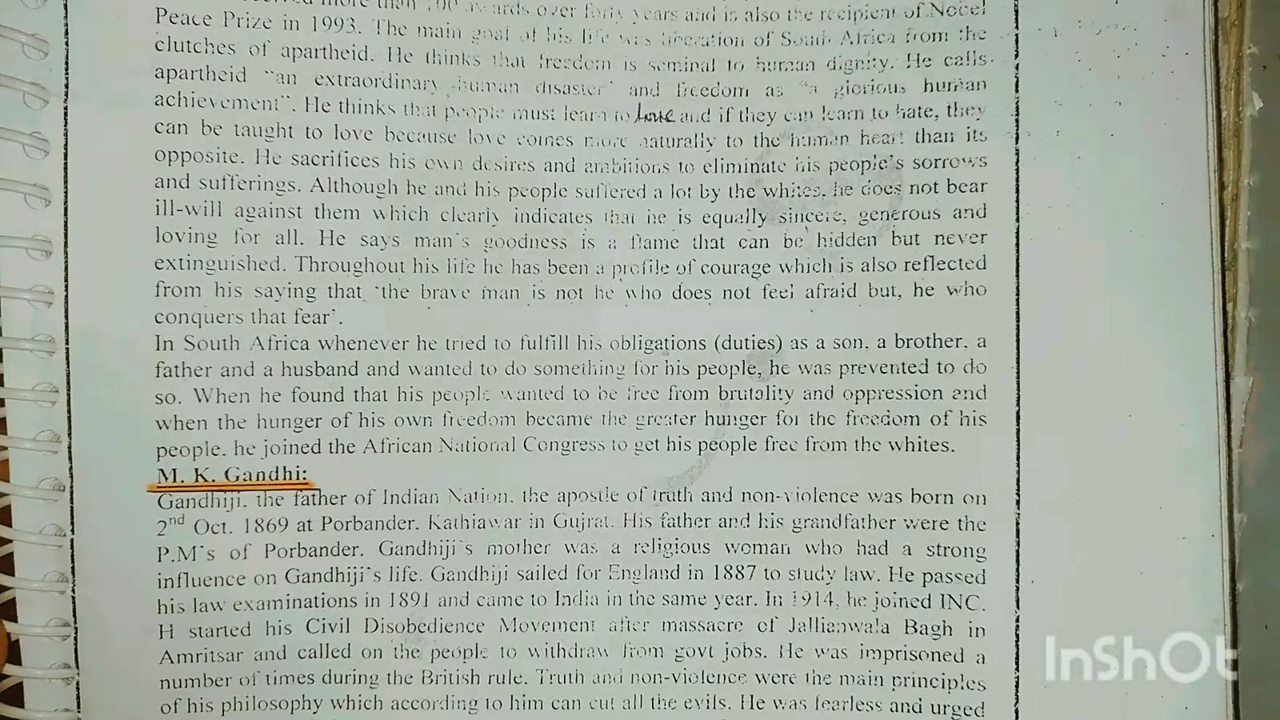 more than 100 awards over forty years and is also the recipient of Nobel
Peace Prize in 1993. The main goal of his life was liberation of South Africa from the
clutches of apartheid. He thinks that freedom is seminal to human dignity. He calls
apartheid "an extraordinary human disaster" and freedom as "a glorious human
achievement". He thinks that people must learn to love and if they can learn to hate, they
can be taught to love because love comes more naturally to the human heart than its
opposite. He sacrifices his own desires and ambitions to eliminate his people's sorrows
and sufferings. Although he and his people suffered a lot by the whites, he does not bear
ill-will against them which clearly indicates that he is equally sincere, generous and
loving for all. He says man's goodness is a flame that can be hidden but never
extinguished. Throughout his life he has been a profile of courage which is also reflected
from his saying that 'the brave man is not he who does not feel afraid but, he who
conquers that fear'.
In South Africa whenever he tried to fulfill his obligations (duties) as a son, a brother, a
father and a husband and wanted to do something for his people, he was prevented to do
so. When he found that his people wanted to be free from brutality and oppression and
when the hunger of his own freedom became the greater hunger for the freedom of his
people, he joined the African National Congress to get his people free from the whites.
M. K. Gandhi:
Gandhiji, the father of Indian Nation, the apostle of truth and non-violence was born on
2nd Oct. 1869 at Porbander, Kathiawar in Gujrat. His father and his grandfather were the
P.M's of Porbander. Gandhiji's mother was a religious woman who had a strong
influence on Gandhiji's life. Gandhiji sailed for England in 1887 to study law. He passed
his law examinations in 1891 and came to India in the same year. In 1914, he joined INC.
H started his Civil Disobedience Movement after massacre of Jallianwala Bagh in
Amritsar and called on the people to withdraw from govt jobs. He was imprisoned a
number of times during the British rule. Truth and non-violence were the main principles
of his philosophy which according to him can cut all the evils. He was fearless and urged
InShOt